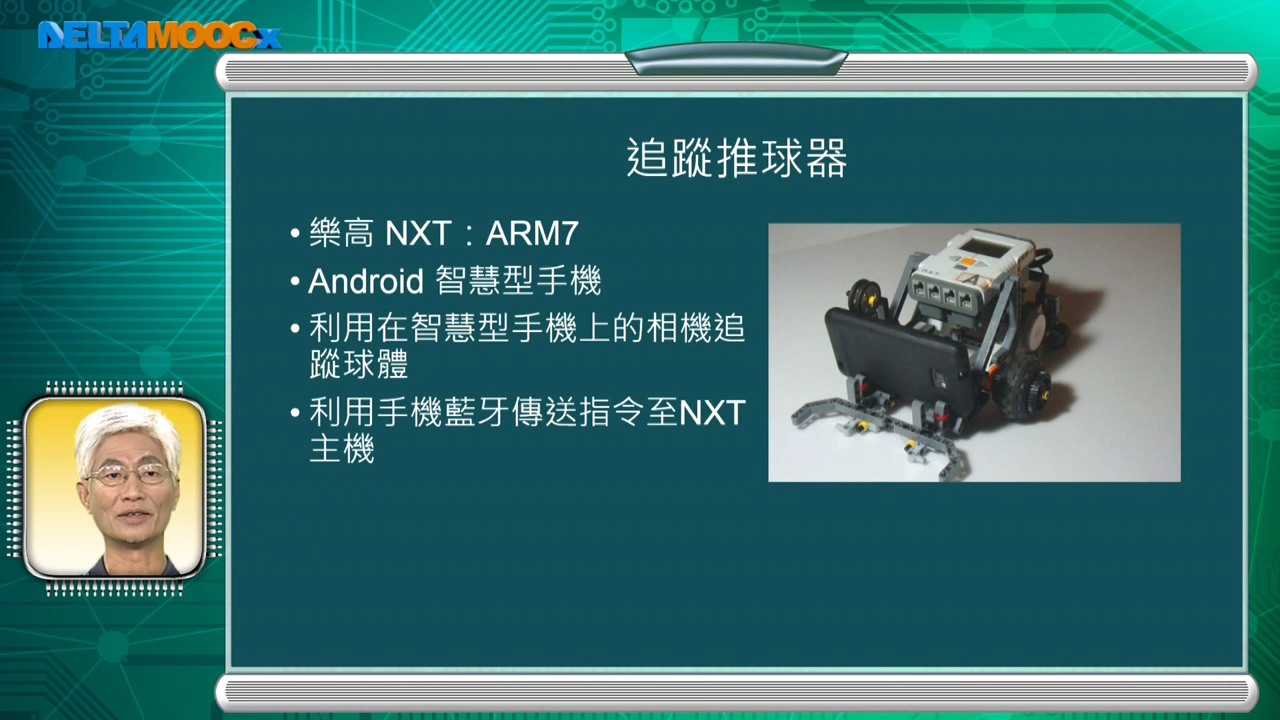 DELTAMOOCx
追蹤推球器
• 樂高 NXT：ARM7
• Android 智慧型手機
• 利用在智慧型手機上的相機追
蹤球體
• 利用手機藍牙傳送指令至NXT
主機
NXT